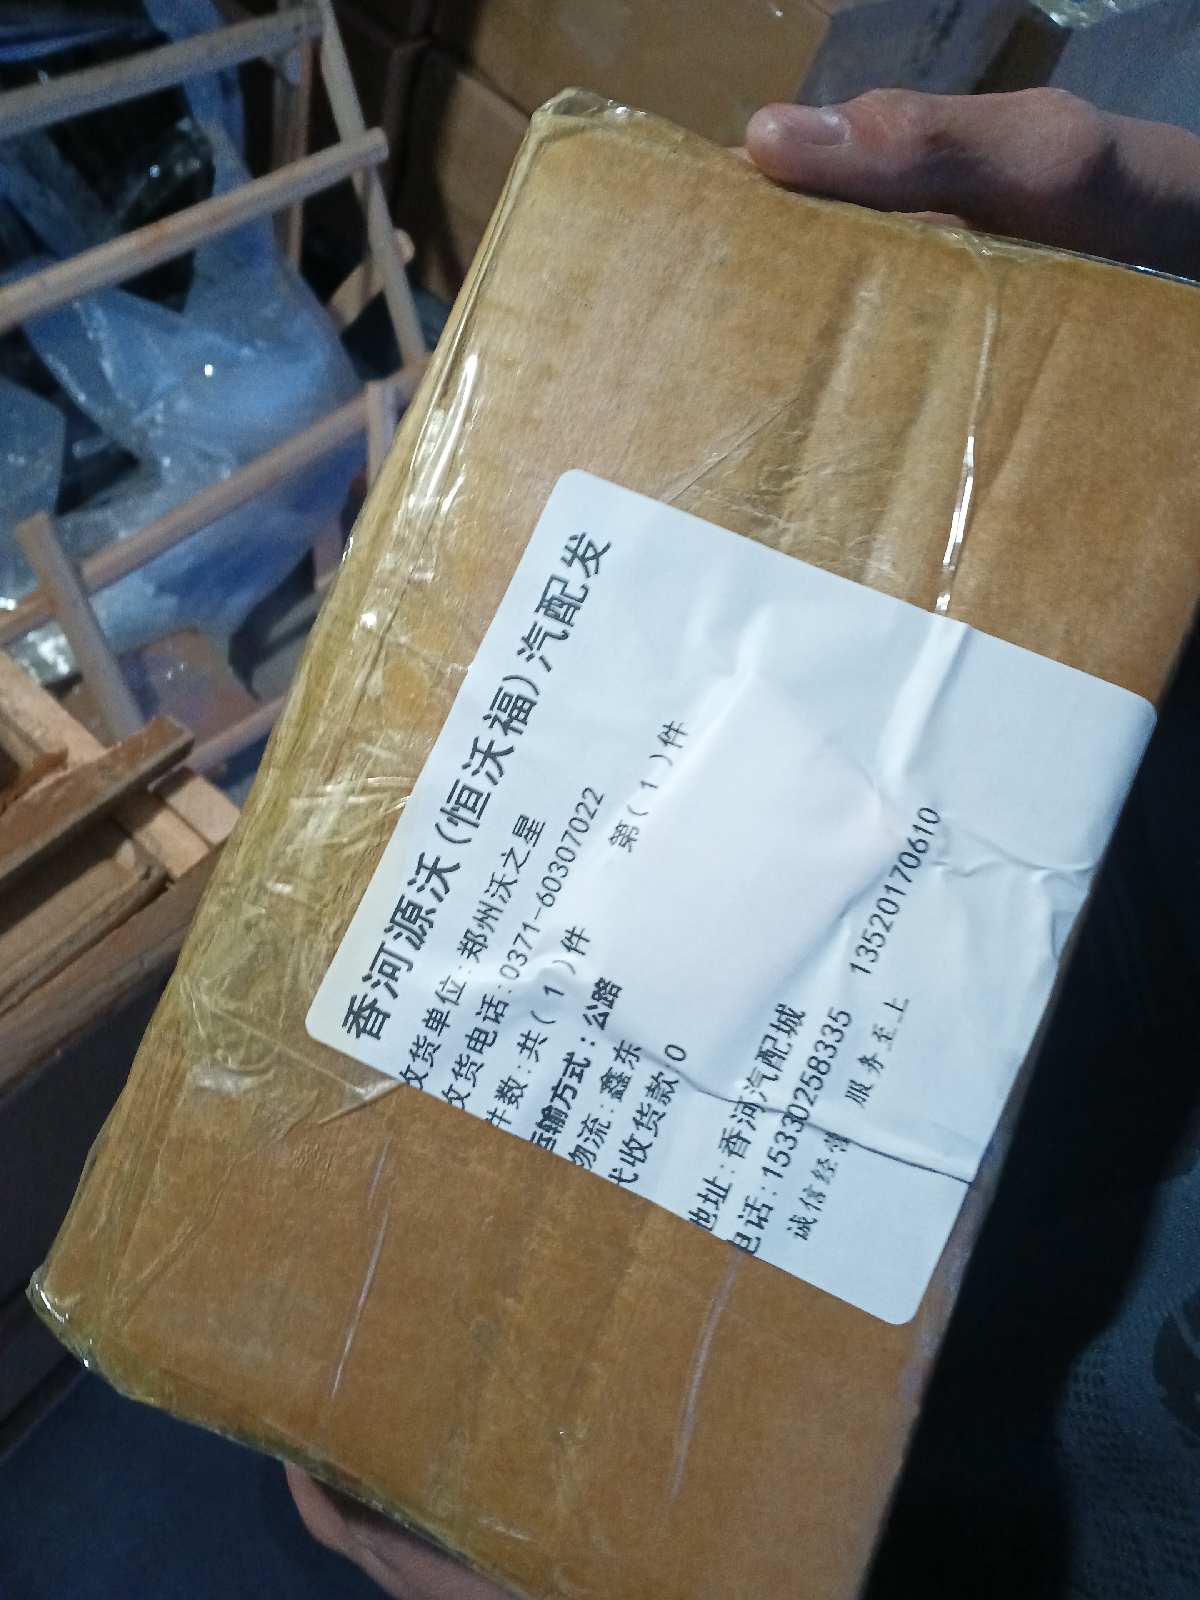 香河源沃(恒沃福)汽配发
收货单位:郑州沃之星
收货电话:0371-60307022
件数:共(1)件 第(1)件
运输方式:公路
物流:鑫东
代收货款:0
地址:香河汽配城
电话:15330258335 13520170610
诚信经营 服务至上